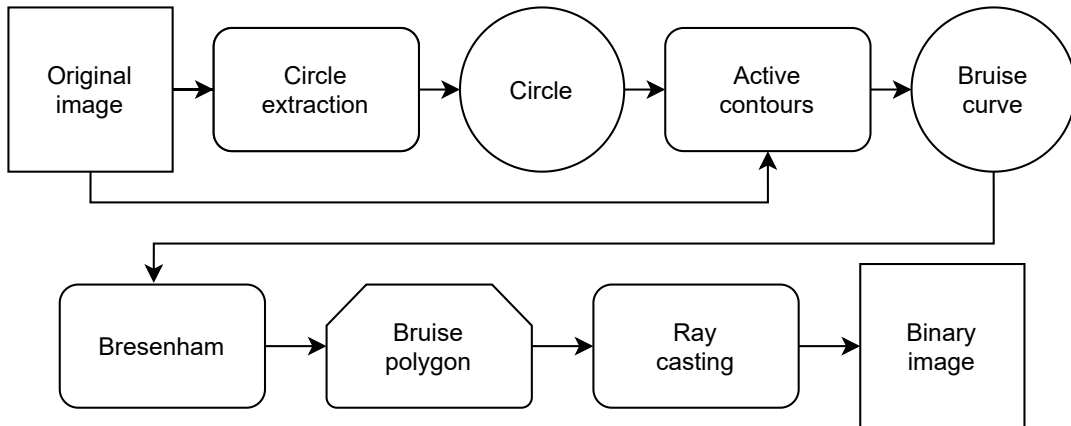 Original
image
Circle
extraction
Circle
Active
contours
Bruise
curve
Bresenham
Bruise
polygon
Ray
casting
Binary
image